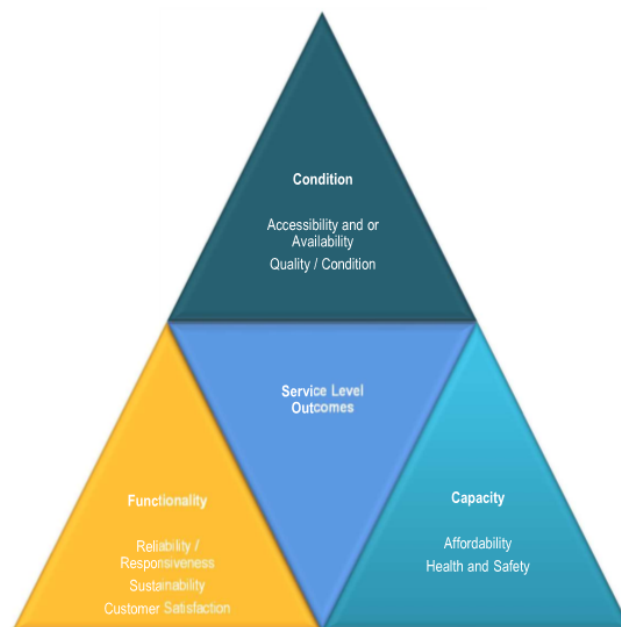 Condition
Accessibility and or
Availability
Quality / Condition
Service Level
Outcomes
Functionality
Reliability /
Responsiveness
Sustainability
Customer Satisfaction
Capacity
Affordability
Health and Safety